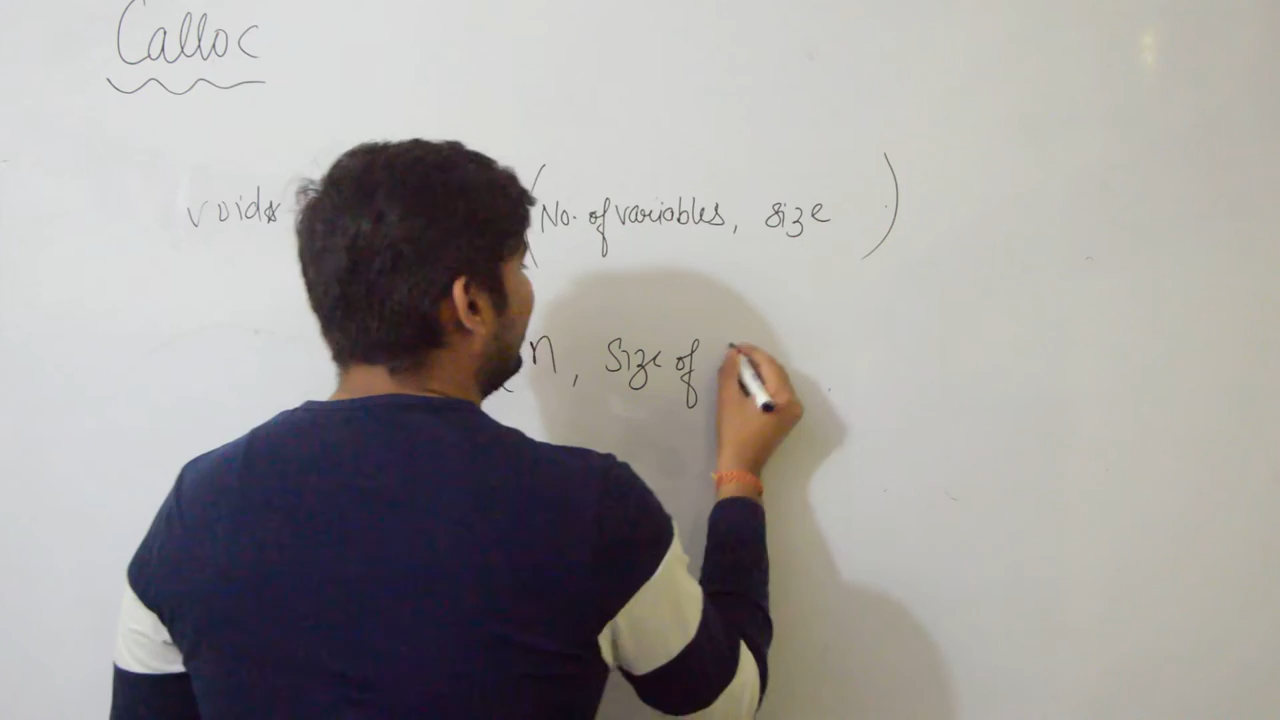 Calloc
void* (No. of variables, size )
n, size of